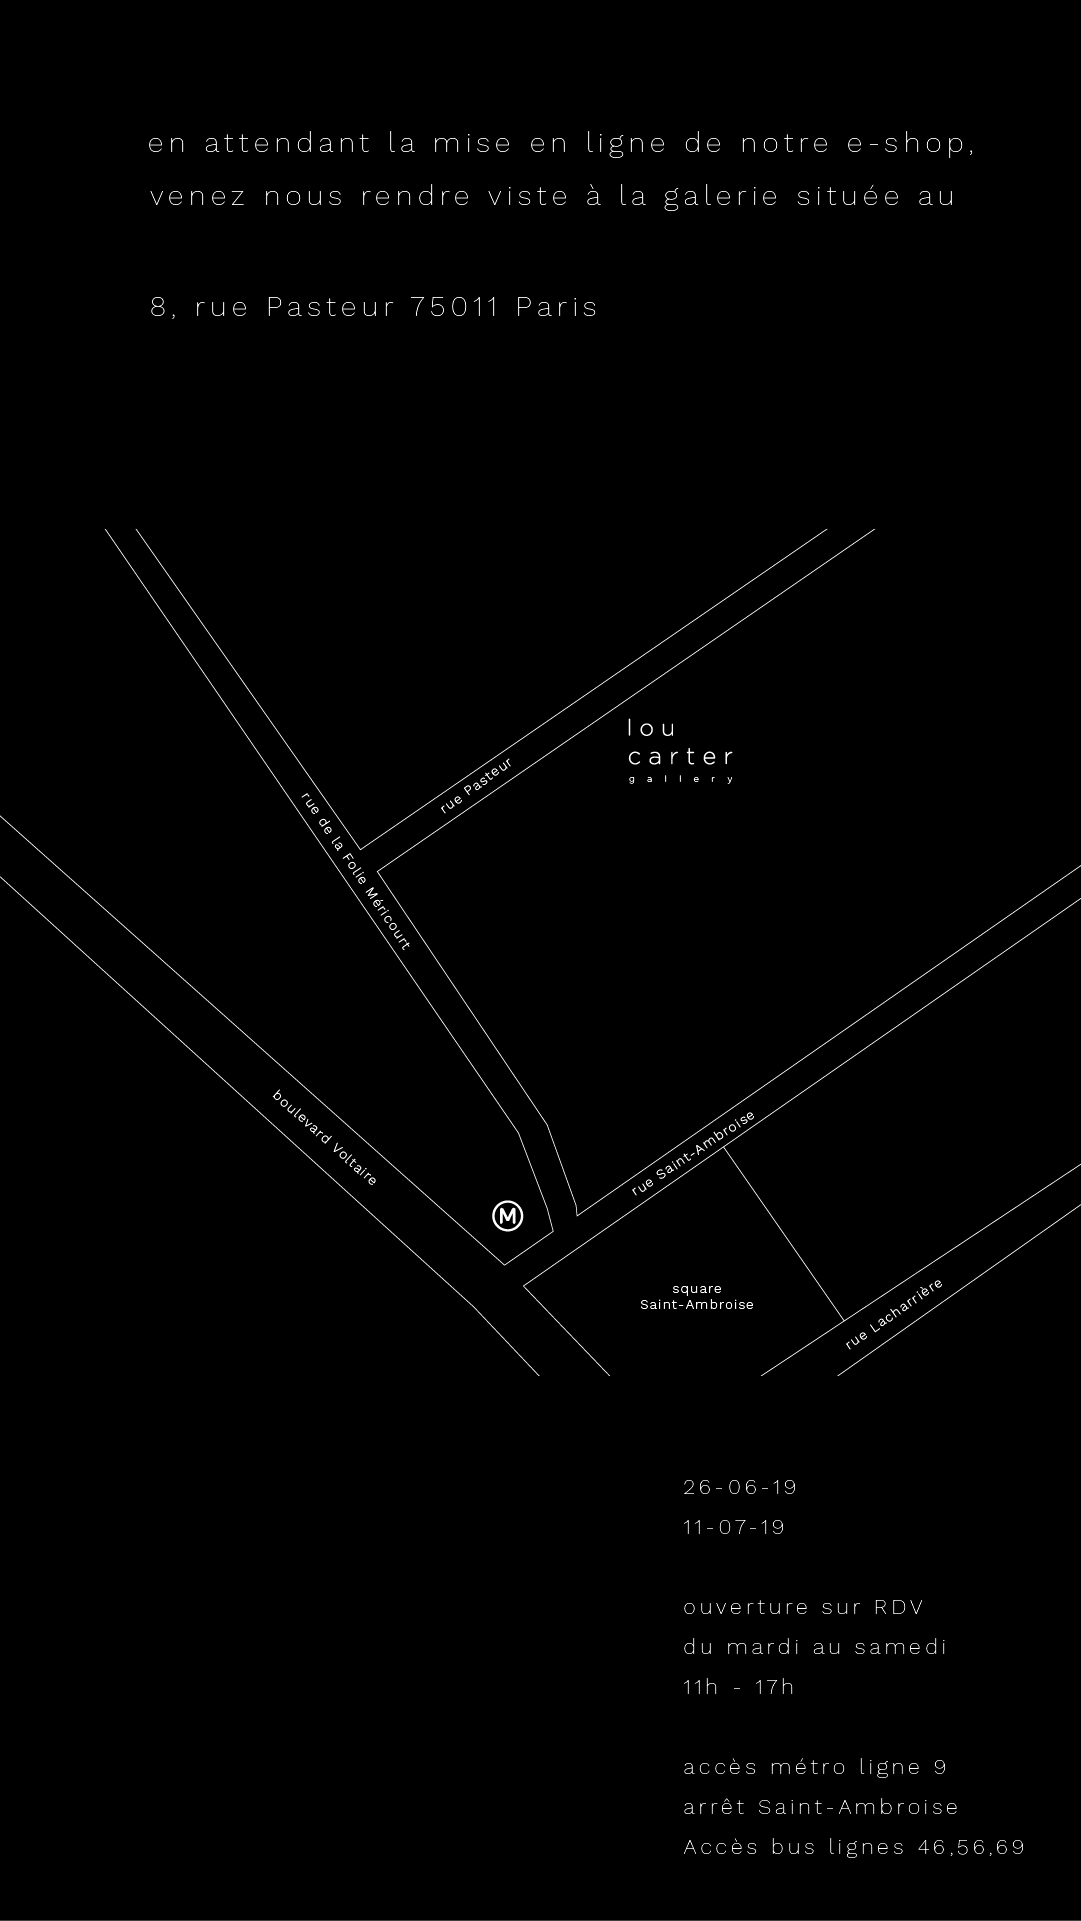 en attendant la mise en ligne de notre e-shop,
venez nous rendre viste à la galerie située au
8, rue Pasteur 75011 Paris
lou
carter
gallery
rue Pasteur
rue de la Folie Méricourt
boulevard Voltaire
rue Saint-Ambroise
M
square
Saint-Ambroise
rue Lacharrière
26-06-19
11-07-19
ouverture sur RDV
du mardi au samedi
11h - 17h
accès métro ligne 9
arrêt Saint-Ambroise
Accès bus lignes 46,56,69